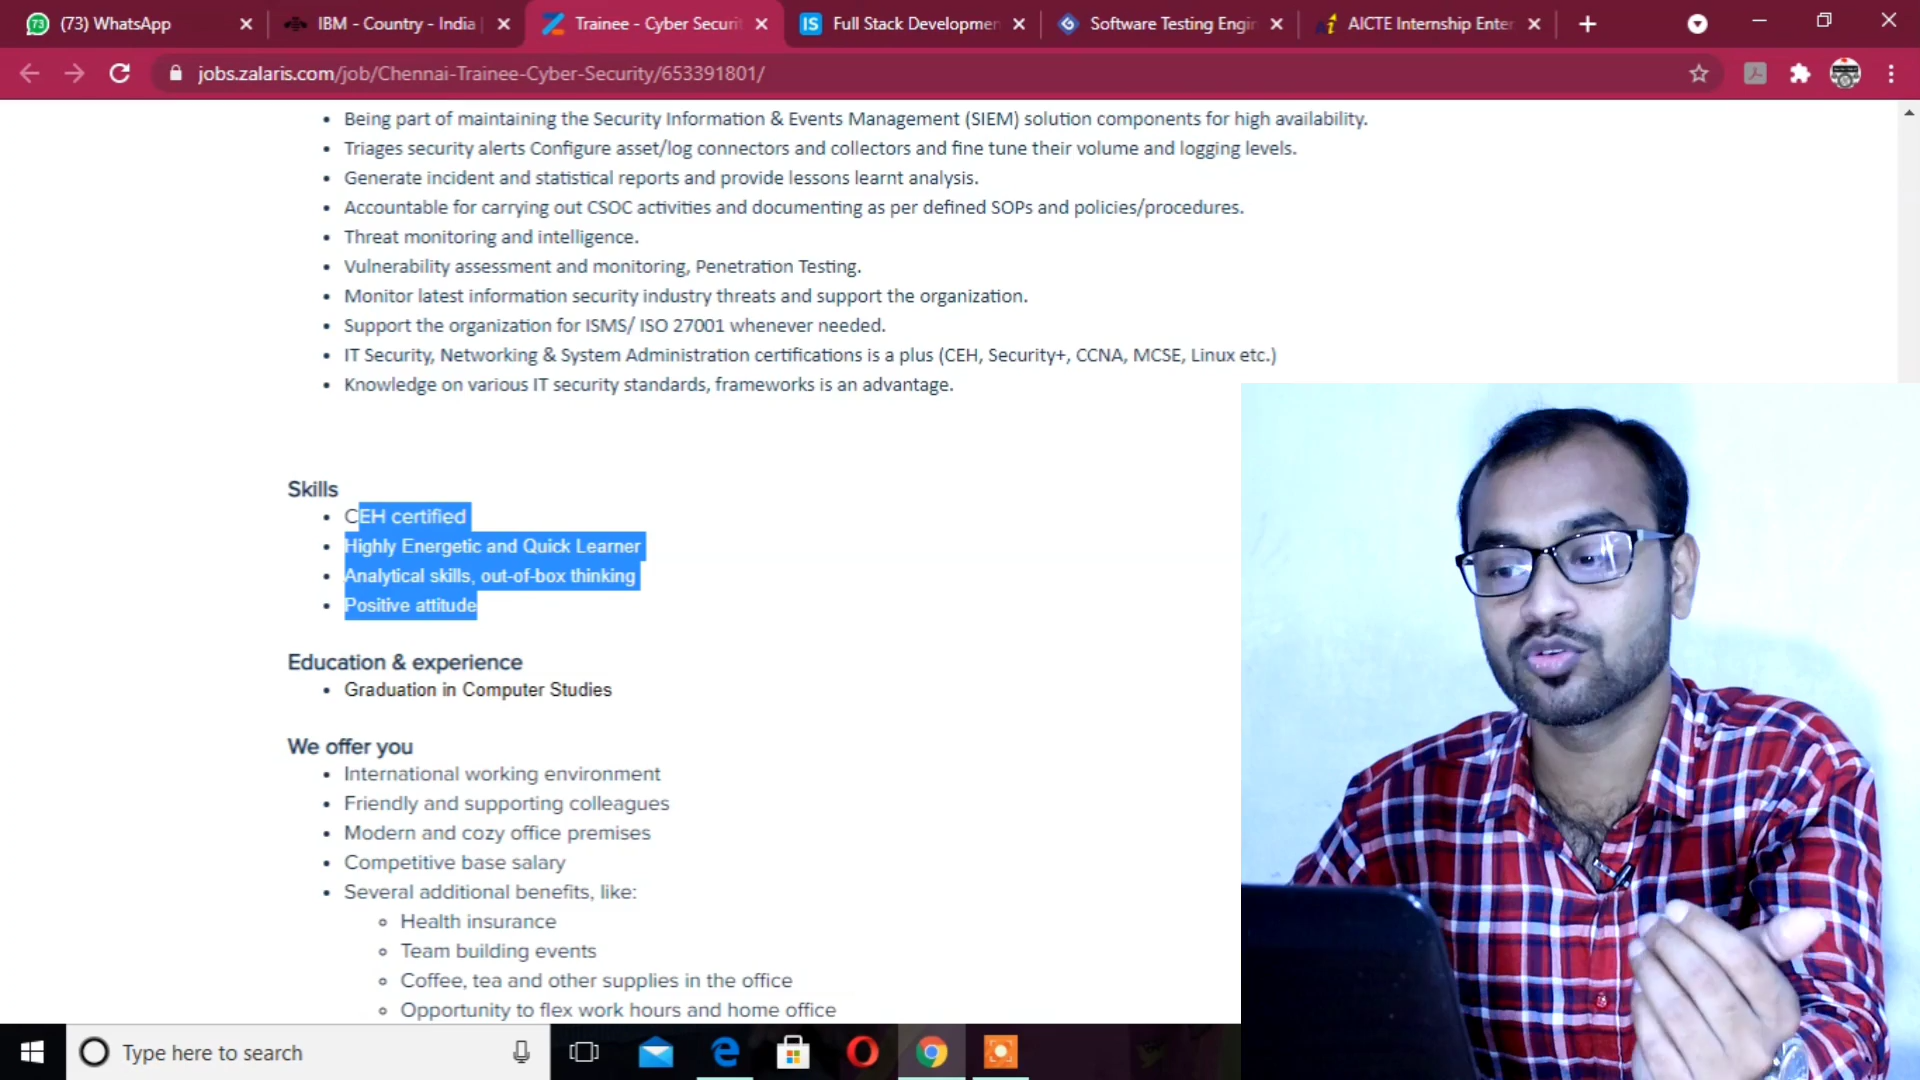 (73) WhatsApp
IBM - Country - India |
Trainee - Cyber Securit
IS
Full Stack Developmen
Software Testing Engin
AICTE Internship Enter
jobs.zalaris.com/job/Chennai-Trainee-Cyber-Security/653391801/
• Being part of maintaining the Security Information & Events Management (SIEM) solution components for high availability.
• Triages security alerts Configure asset/log connectors and collectors and fine tune their volume and logging levels.
• Generate incident and statistical reports and provide lessons learnt analysis.
• Accountable for carrying out CSOC activities and documenting as per defined SOPs and policies/procedures.
• Threat monitoring and intelligence.
• Vulnerability assessment and monitoring, Penetration Testing.
• Monitor latest information security industry threats and support the organization.
• Support the organization for ISMS/ ISO 27001 whenever needed.
• IT Security, Networking & System Administration certifications is a plus (CEH, Security+, CCNA, MCSE, Linux etc.)
• Knowledge on various IT security standards, frameworks is an advantage.
Skills
• CEH certified
• Highly Energetic and Quick Learner
• Analytical skills, out-of-box thinking
• Positive attitude
Education & experience
• Graduation in Computer Studies
We offer you
• International working environment
• Friendly and supporting colleagues
• Modern and cozy office premises
• Competitive base salary
• Several additional benefits, like:
◦ Health insurance
◦ Team building events
◦ Coffee, tea and other supplies in the office
◦ Opportunity to flex work hours and home office
Type here to search